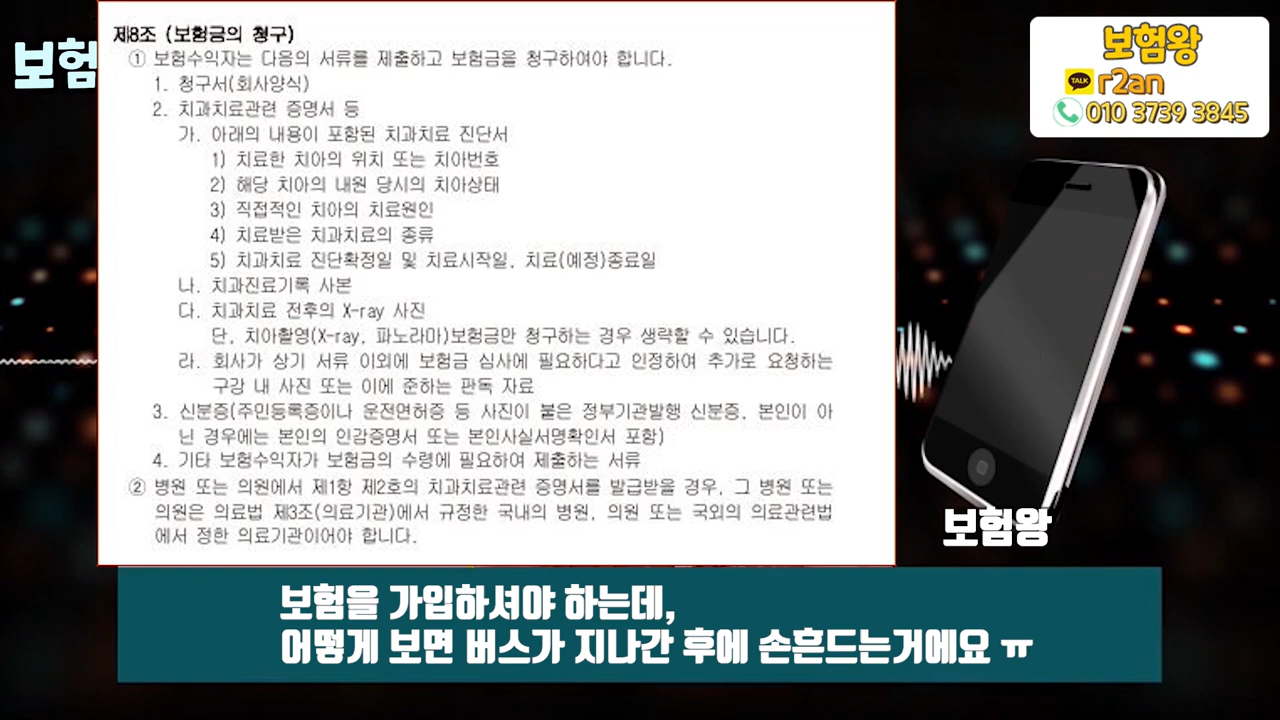 제8조 (보험금의 청구)
① 보험수익자는 다음의 서류를 제출하고 보험금을 청구하여야 합니다.
1. 청구서(회사양식)
2. 치과치료관련 증명서 등
가. 아래의 내용이 포함된 치과치료 진단서
1) 치료한 치아의 위치 또는 치아번호
2) 해당 치아의 내원 당시의 치아상태
3) 직접적인 치아의 치료원인
4) 치료받은 치과치료의 종류
5) 치과치료 진단확정일 및 치료시작일, 치료(예정)종료일
나. 치과진료기록 사본
다. 치과치료 전후의 X-ray 사진
단, 치아촬영(X-ray, 파노라마)보험금만 청구하는 경우 생략할 수 있습니다.
라. 회사가 상기 서류 이외에 보험금 심사에 필요하다고 인정하여 추가로 요청하는
구강 내 사진 또는 이에 준하는 판독 자료
3. 신분증(주민등록증이나 운전면허증 등 사진이 붙은 정부기관발행 신분증, 본인이 아
닌 경우에는 본인의 인감증명서 또는 본인사실서명확인서 포함)
4. 기타 보험수익자가 보험금의 수령에 필요하여 제출하는 서류
② 병원 또는 의원에서 제1항 제2호의 치과치료관련 증명서를 발급받을 경우, 그 병원 또는
의원은 의료법 제3조(의료기관)에서 규정한 국내의 병원, 의원 또는 국외의 의료관련법
에서 정한 의료기관이어야 합니다.
보험
보험왕
TALK r2an
010 3739 3845
보험왕
보험을 가입하셔야 하는데,
어떻게 보면 버스가 지나간 후에 손흔드는거에요 ㅠ